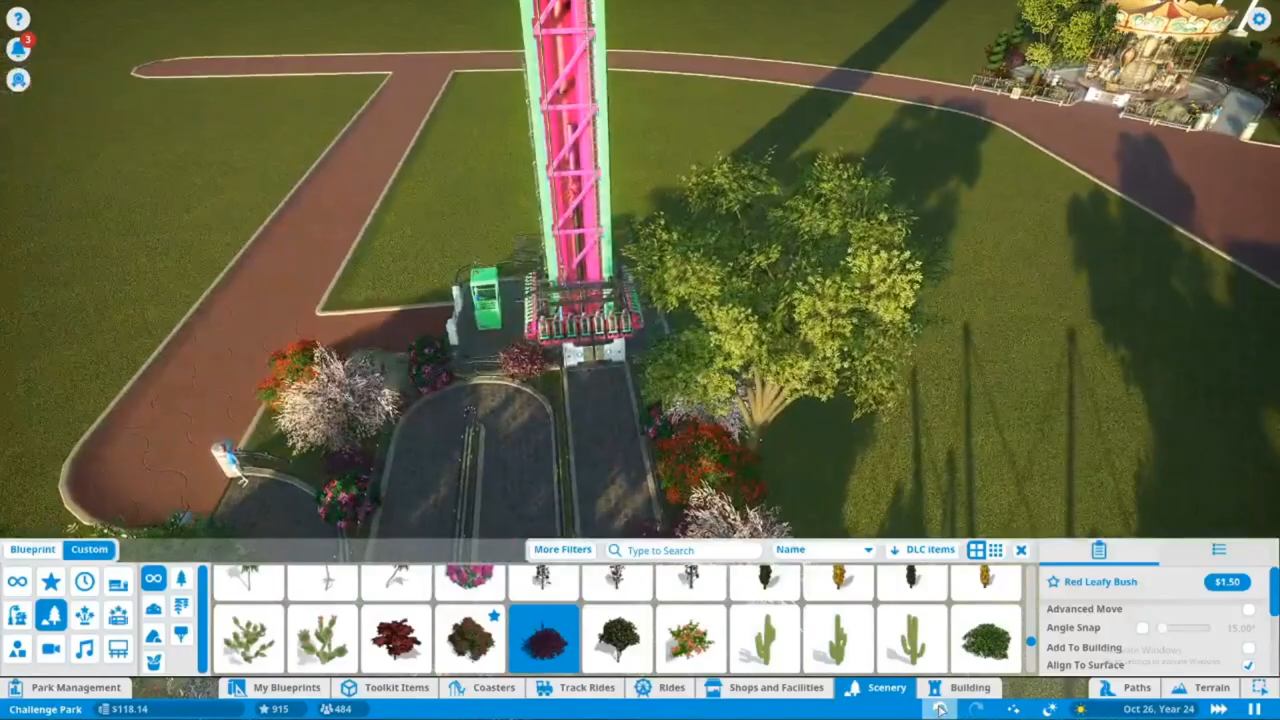 ?
3
Blueprint
Custom
More Filters
Type to Search
Name
DLC items
Red Leafy Bush
$1.50
Advanced Move
Angle Snap
15.00°
Add To Building
Activate Windows
Align To Surface
Park Management
My Blueprints
Toolkit Items
Coasters
Track Rides
Rides
Shops and Facilities
Scenery
Building
Paths
Terrain
Challenge Park
$118.14
915
484
Oct 26, Year 24